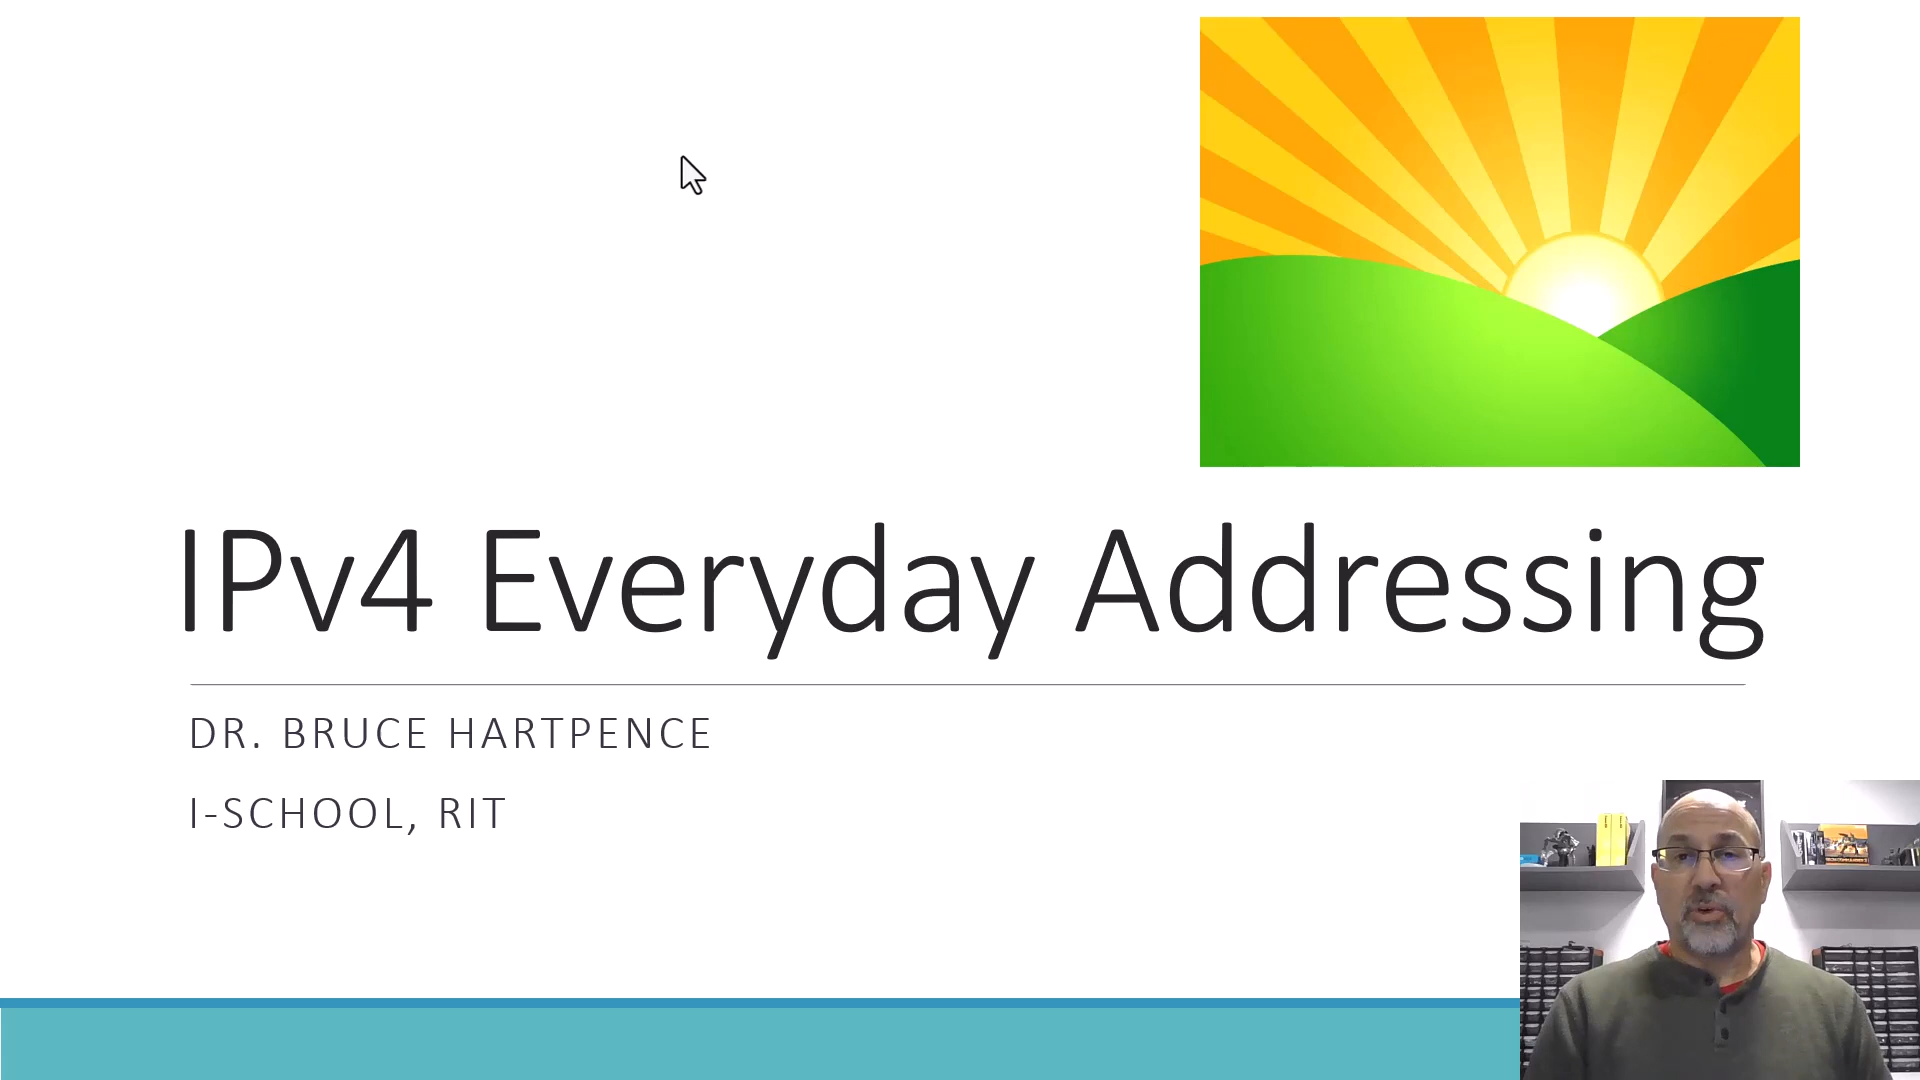 IPv4 Everyday Addressing
DR. BRUCE HARTPENCE
I-SCHOOL, RIT